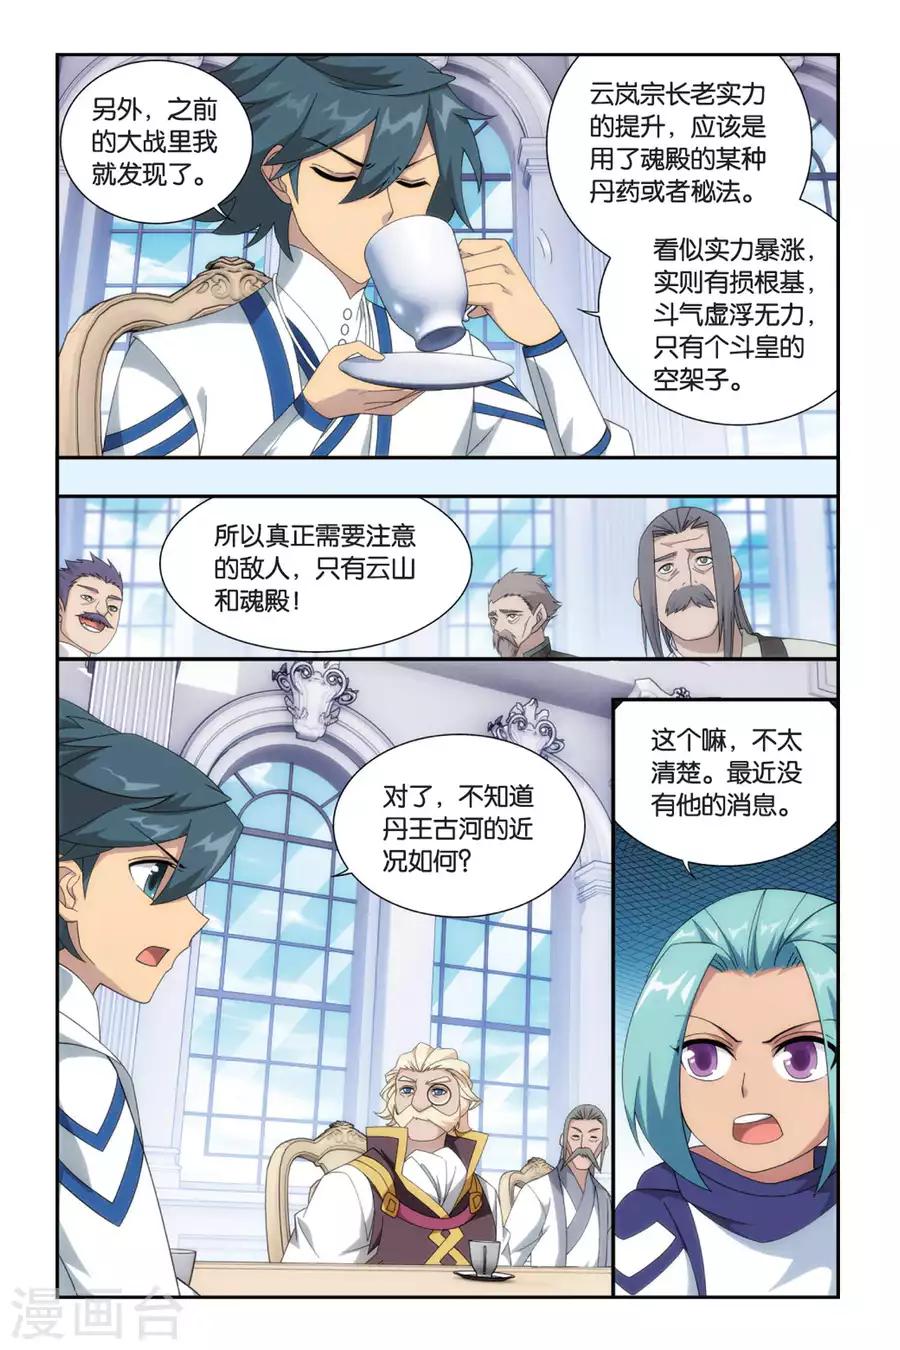 另外，之前
的大战里我
就发现了。
云岚宗长老实力
的提升，应该是
用了魂殿的某种
丹药或者秘法。
看似实力暴涨，
实则有损根基，
斗气虚浮无力，
只有个斗皇的
空架子。
所以真正需要注意
的敌人，只有云山
和魂殿！
对了，不知道
丹王古河的近
况如何？
这个嘛，不太
清楚。最近没
有他的消息。
漫画台